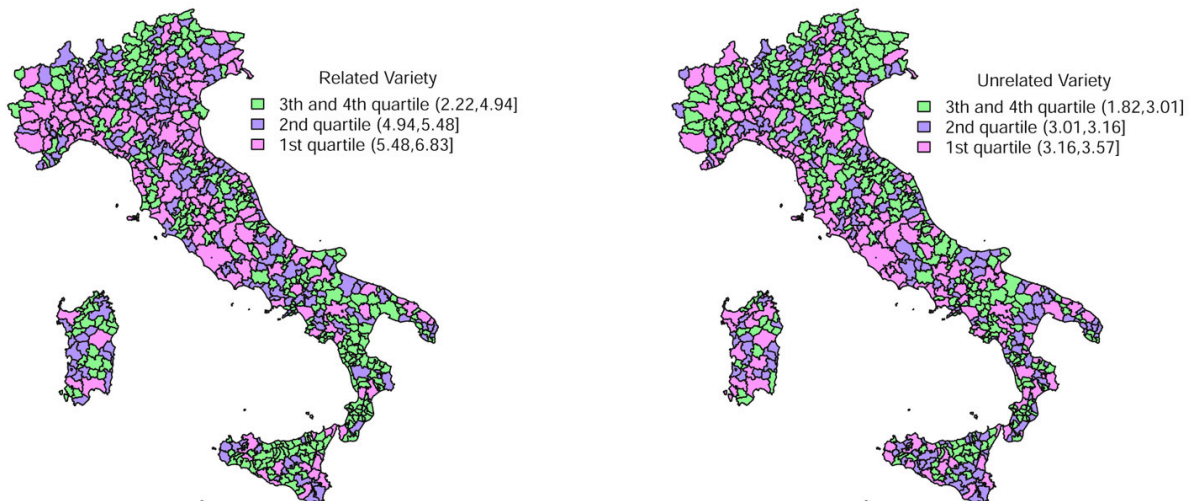 Related Variety
3th and 4th quartile (2.22,4.94]
2nd quartile (4.94,5.48]
1st quartile (5.48,6.83]
Unrelated Variety
3th and 4th quartile (1.82,3.01]
2nd quartile (3.01,3.16]
1st quartile (3.16,3.57]